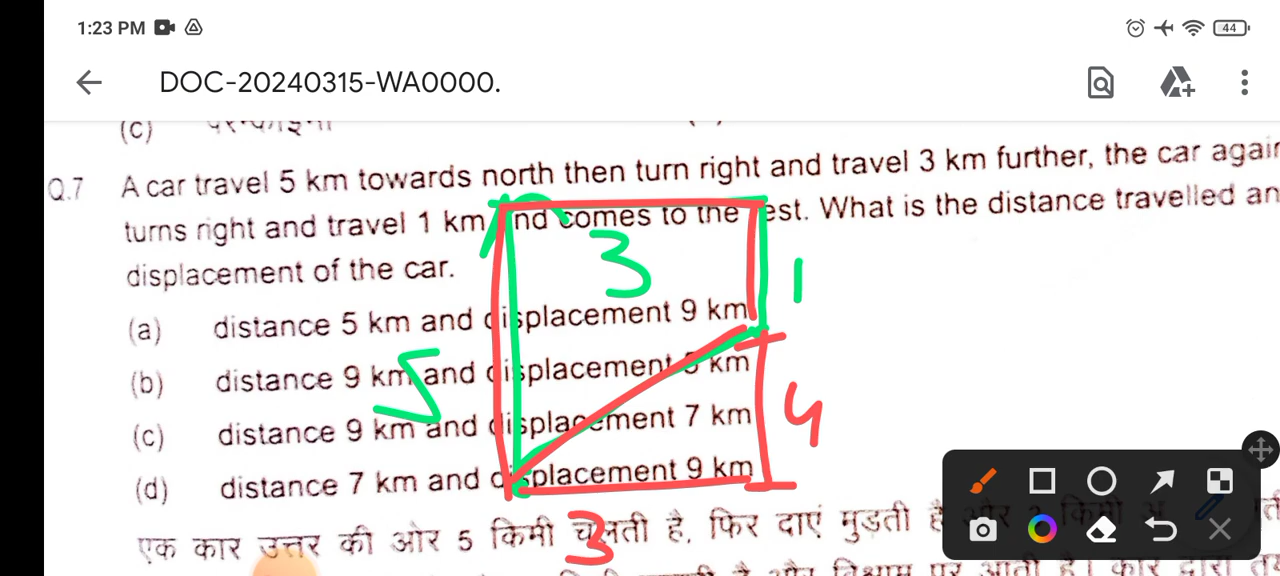 1:23 PM
44
DOC-20240315-WA0000.
(c)
Q.7 A car travel 5 km towards north then turn right and travel 3 km further, the car again
turns right and travel 1 km and comes to the rest. What is the distance travelled an
displacement of the car.
3
1
(a) distance 5 km and displacement 9 km
(b) distance 9 km and displacement km
5
4
(c) distance 9 km and displacement 7 km
(d) distance 7 km and displacement 9 km
3
एक कार उत्तर की ओर 5 किमी चलती है, फिर दाएं मुड़ती है और किमी